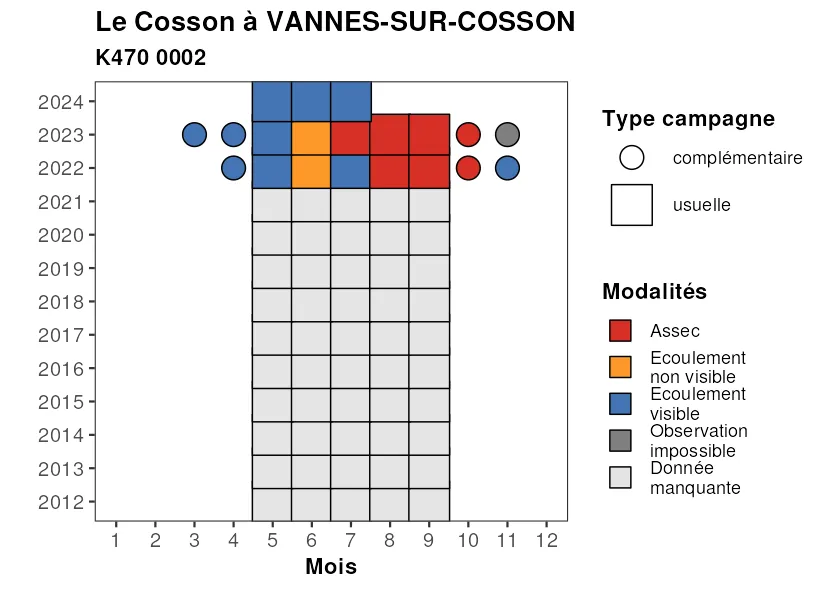 Le Cosson à VANNES-SUR-COSSON
K470 0002
2024
2023
2022
2021
2020
2019
2018
2017
2016
2015
2014
2013
2012
1 2 3 4 5 6 7 8 9 10 11 12
Mois
Type campagne
complémentaire
usuelle
Modalités
Assec
Ecoulement
non visible
Ecoulement
visible
Observation
impossible
Donnée
manquante